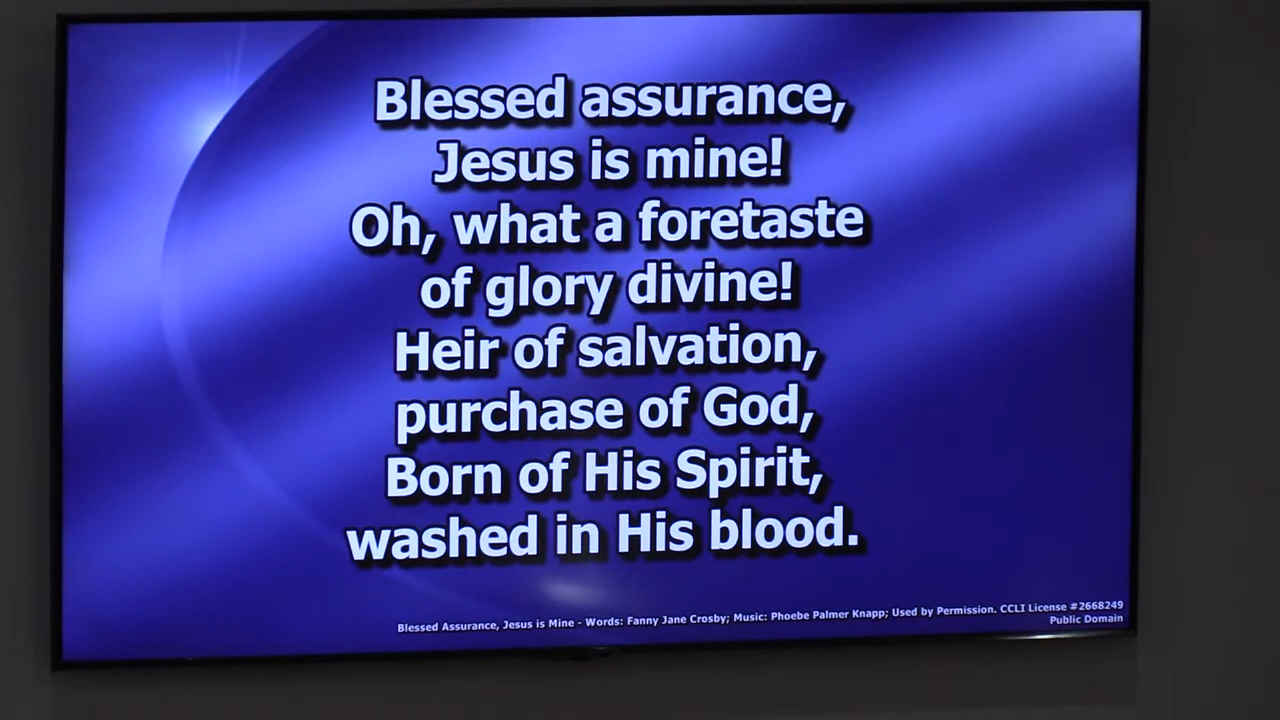 Blessed assurance,
Jesus is mine!
Oh, what a foretaste
of glory divine!
Heir of salvation,
purchase of God,
Born of His Spirit,
washed in His blood.
Blessed Assurance, Jesus is Mine - Words: Fanny Jane Crosby; Music: Phoebe Palmer Knapp; Used by Permission. CCLI License #2668249
Public Domain